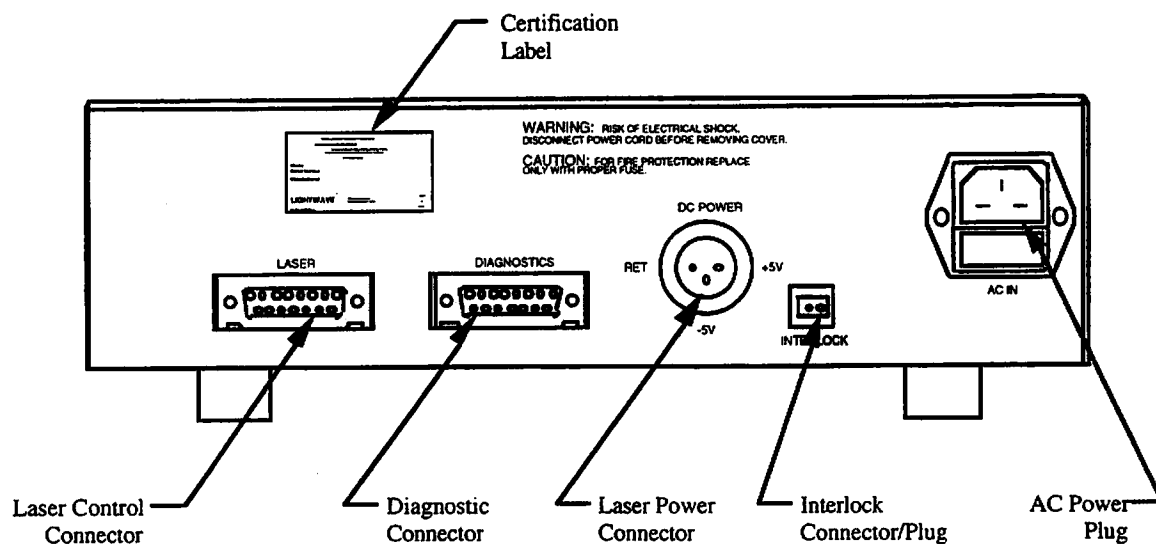 Certification
Label
WARNING: RISK OF ELECTRICAL SHOCK.
DISCONNECT POWER CORD BEFORE REMOVING COVER.
CAUTION: FOR FIRE PROTECTION REPLACE
ONLY WITH PROPER FUSE.
LIGHTWAVE
DC POWER
LASER
DIAGNOSTICS
RET
+5V
-5V
AC IN
INTERLOCK
Laser Control
Connector
Diagnostic
Connector
Laser Power
Connector
Interlock
Connector/Plug
AC Power
Plug